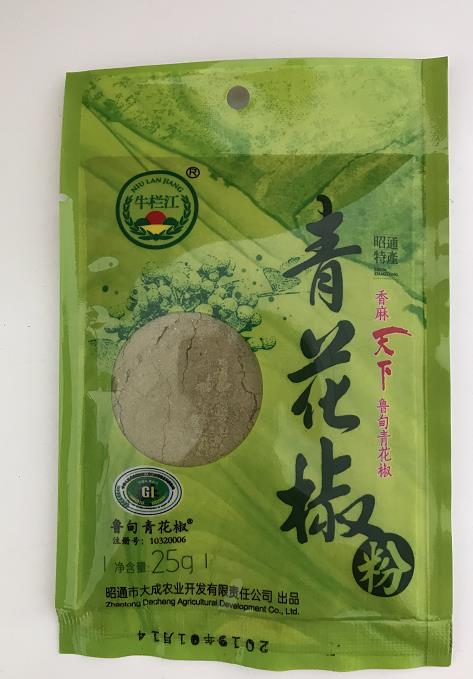 NIU LAN JIANG
牛栏江
®
青花椒粉
昭通
特產
香麻天下鲁甸青花椒
GI
鲁甸青花椒®
注册号：10320006
净含量：25g
昭通市大成农业开发有限责任公司 出品
Zhaotong Dacheng Agricultural Development Co., Ltd.
2019年01月14